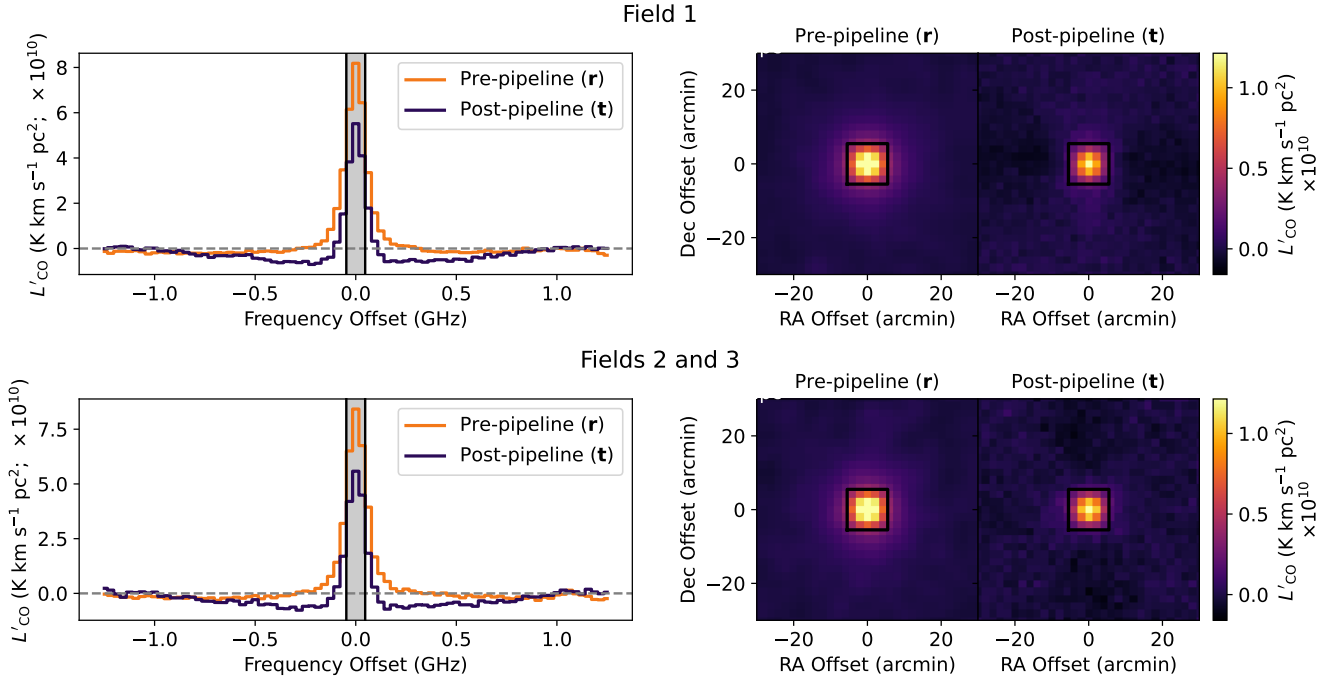 Field 1
L′CO (K km s⁻¹ pc²; ×10¹⁰)
8
6
4
2
0
−1.0 −0.5 0.0 0.5 1.0
Frequency Offset (GHz)
Pre-pipeline (r)
Post-pipeline (t)
Pre-pipeline (r) Post-pipeline (t)
Dec Offset (arcmin)
20
0
−20
−20 0 20 −20 0 20
RA Offset (arcmin) RA Offset (arcmin)
1.0
0.5
0.0
L′CO (K km s⁻¹ pc²)
×10¹⁰
Fields 2 and 3
L′CO (K km s⁻¹ pc²; ×10¹⁰)
7.5
5.0
2.5
0.0
−1.0 −0.5 0.0 0.5 1.0
Frequency Offset (GHz)
Pre-pipeline (r)
Post-pipeline (t)
Pre-pipeline (r) Post-pipeline (t)
Dec Offset (arcmin)
20
0
−20
−20 0 20 −20 0 20
RA Offset (arcmin) RA Offset (arcmin)
1.0
0.5
0.0
L′CO (K km s⁻¹ pc²)
×10¹⁰